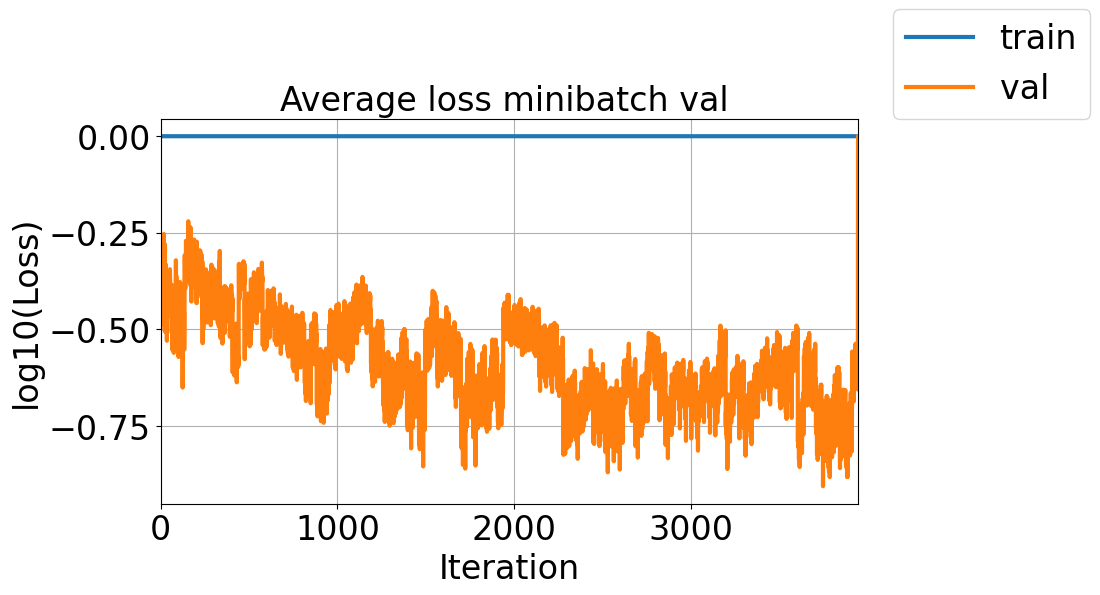 train
val
Average loss minibatch val
0.00
−0.25
−0.50
−0.75
log10(Loss)
0 1000 2000 3000
Iteration